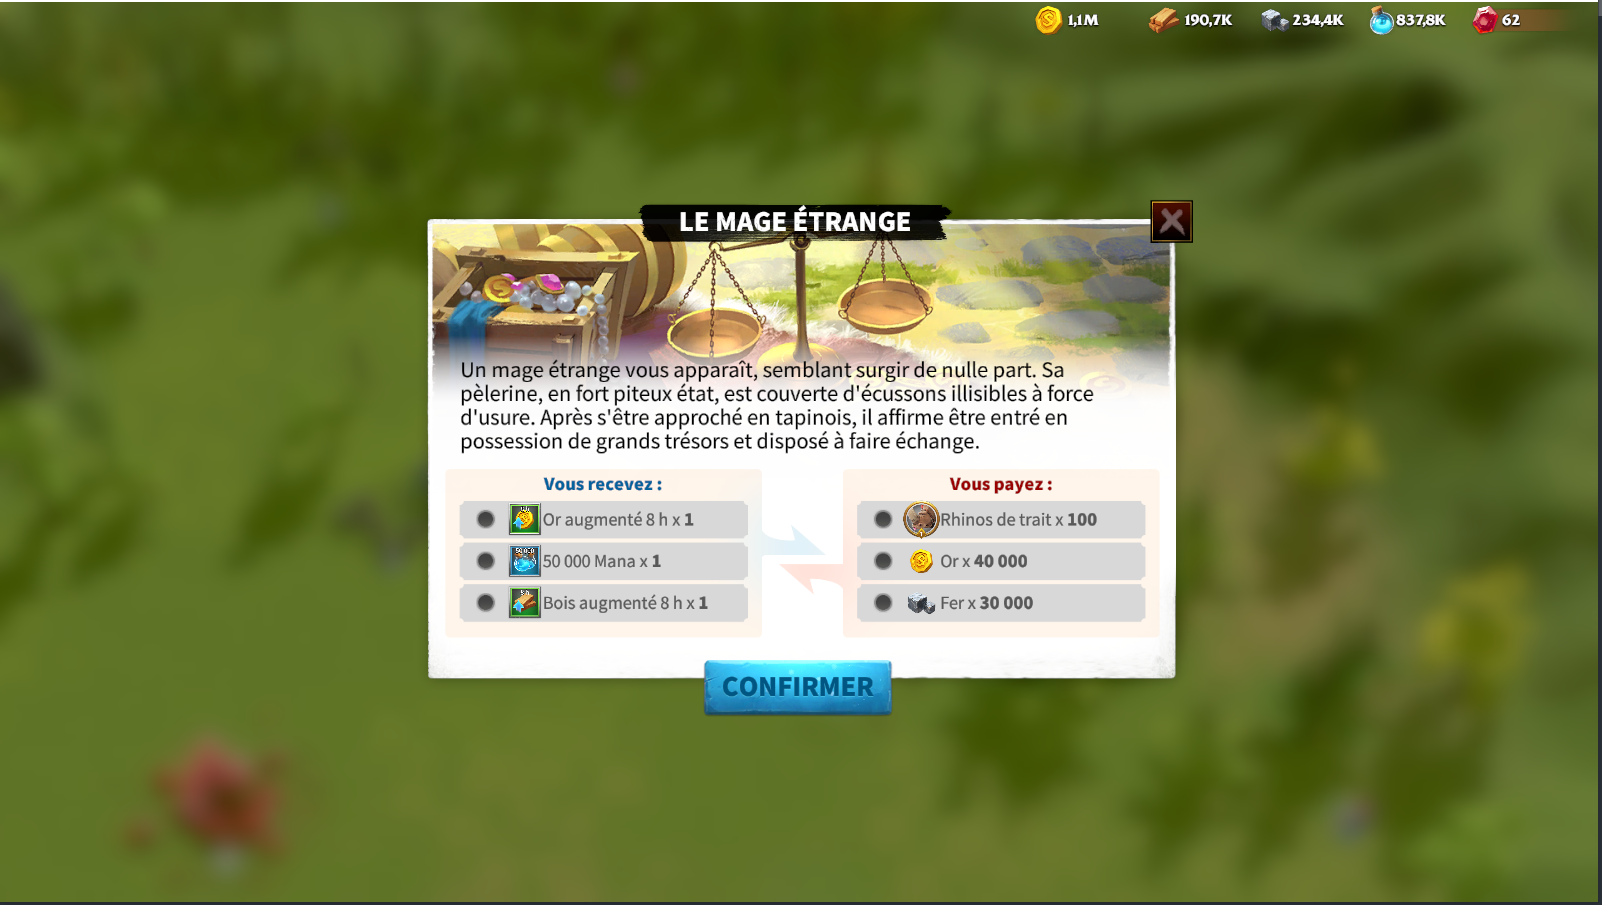 1,1M 190,7K 234,4K 837,8K 62
LE MAGE ÉTRANGE
Un mage étrange vous apparaît, semblant surgir de nulle part. Sa
pèlerine, en fort piteux état, est couverte d'écussons illisibles à force
d'usure. Après s'être approché en tapinois, il affirme être entré en
possession de grands trésors et disposé à faire échange.
Vous recevez :
Or augmenté 8 h x 1
50 000 Mana x 1
Bois augmenté 8 h x 1
Vous payez :
Rhinos de trait x 100
Or x 40 000
Fer x 30 000
CONFIRMER